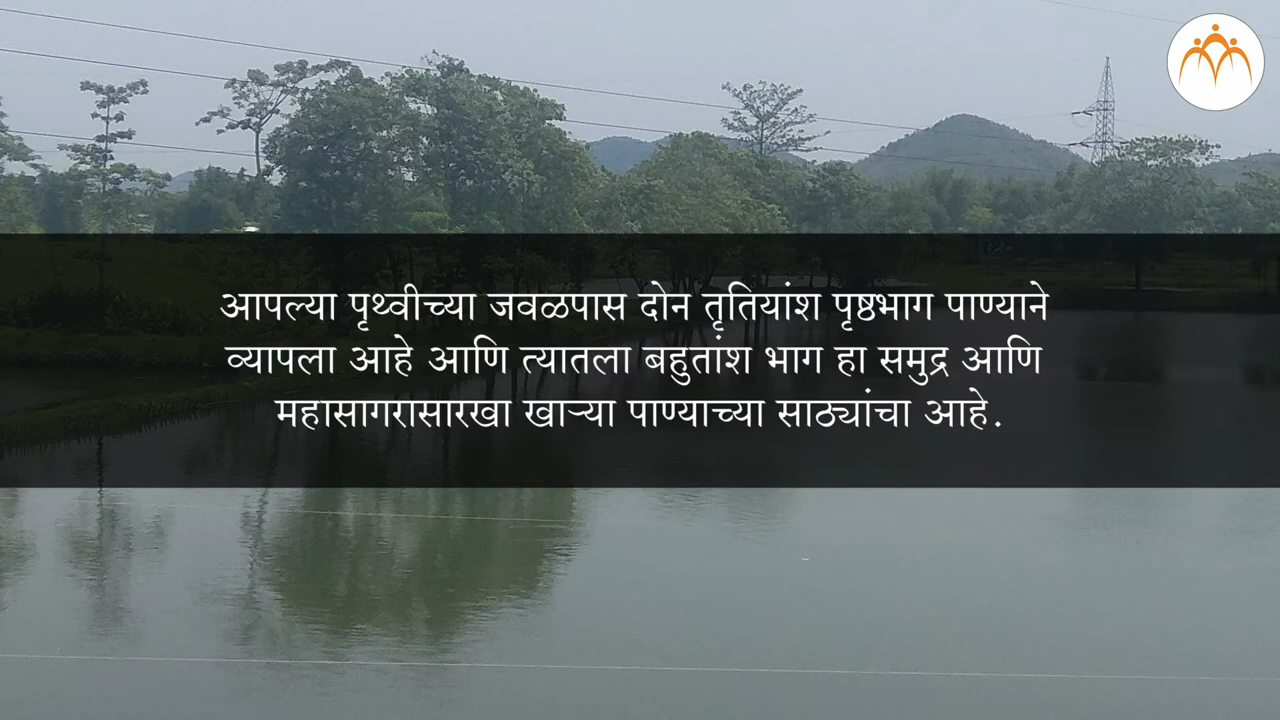 आपल्या पृथ्वीच्या जवळपास दोन तृतियांश पृष्ठभाग पाण्याने
व्यापला आहे आणि त्यातला बहुतांश भाग हा समुद्र आणि
महासागरासारखा खाऱ्या पाण्याच्या साठ्यांचा आहे.